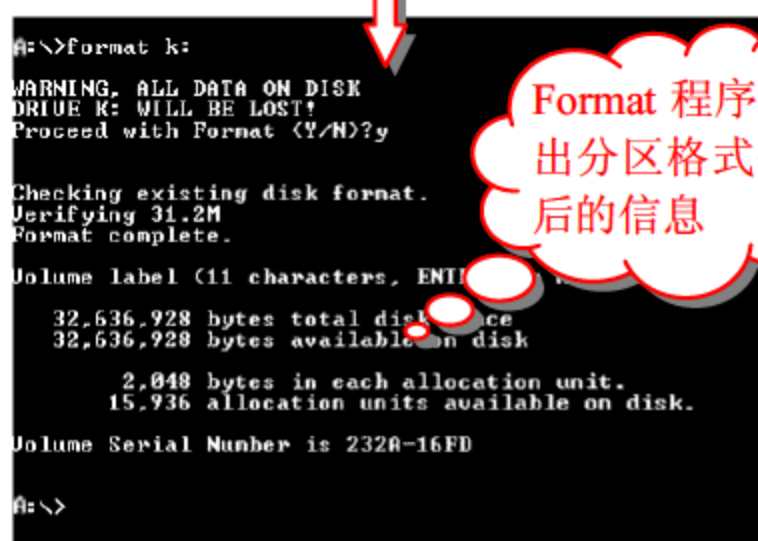 A:\>format k:
WARNING, ALL DATA ON DISK
DRIVE K: WILL BE LOST!
Proceed with Format (Y/N)?y
Checking existing disk format.
Verifying 31.2M
Format complete.
Volume label (11 characters,
32,636,928 bytes total
32,636,928 bytes available on disk
2,048 bytes in each allocation unit.
15,936 allocation units available on disk.
Volume Serial Number is 232A-16FD
A:\>
Format 程序
出分区格式
后的信息